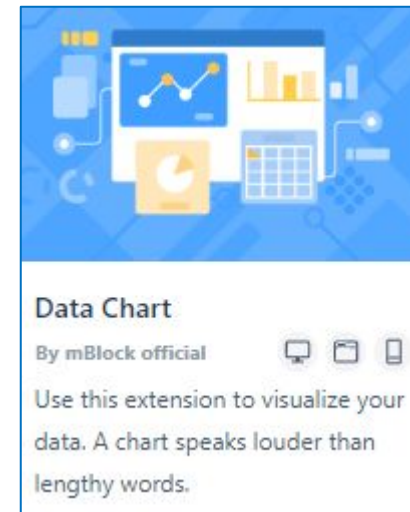 Data Chart
By mBlock official
Use this extension to visualize your
data. A chart speaks louder than
lengthy words.